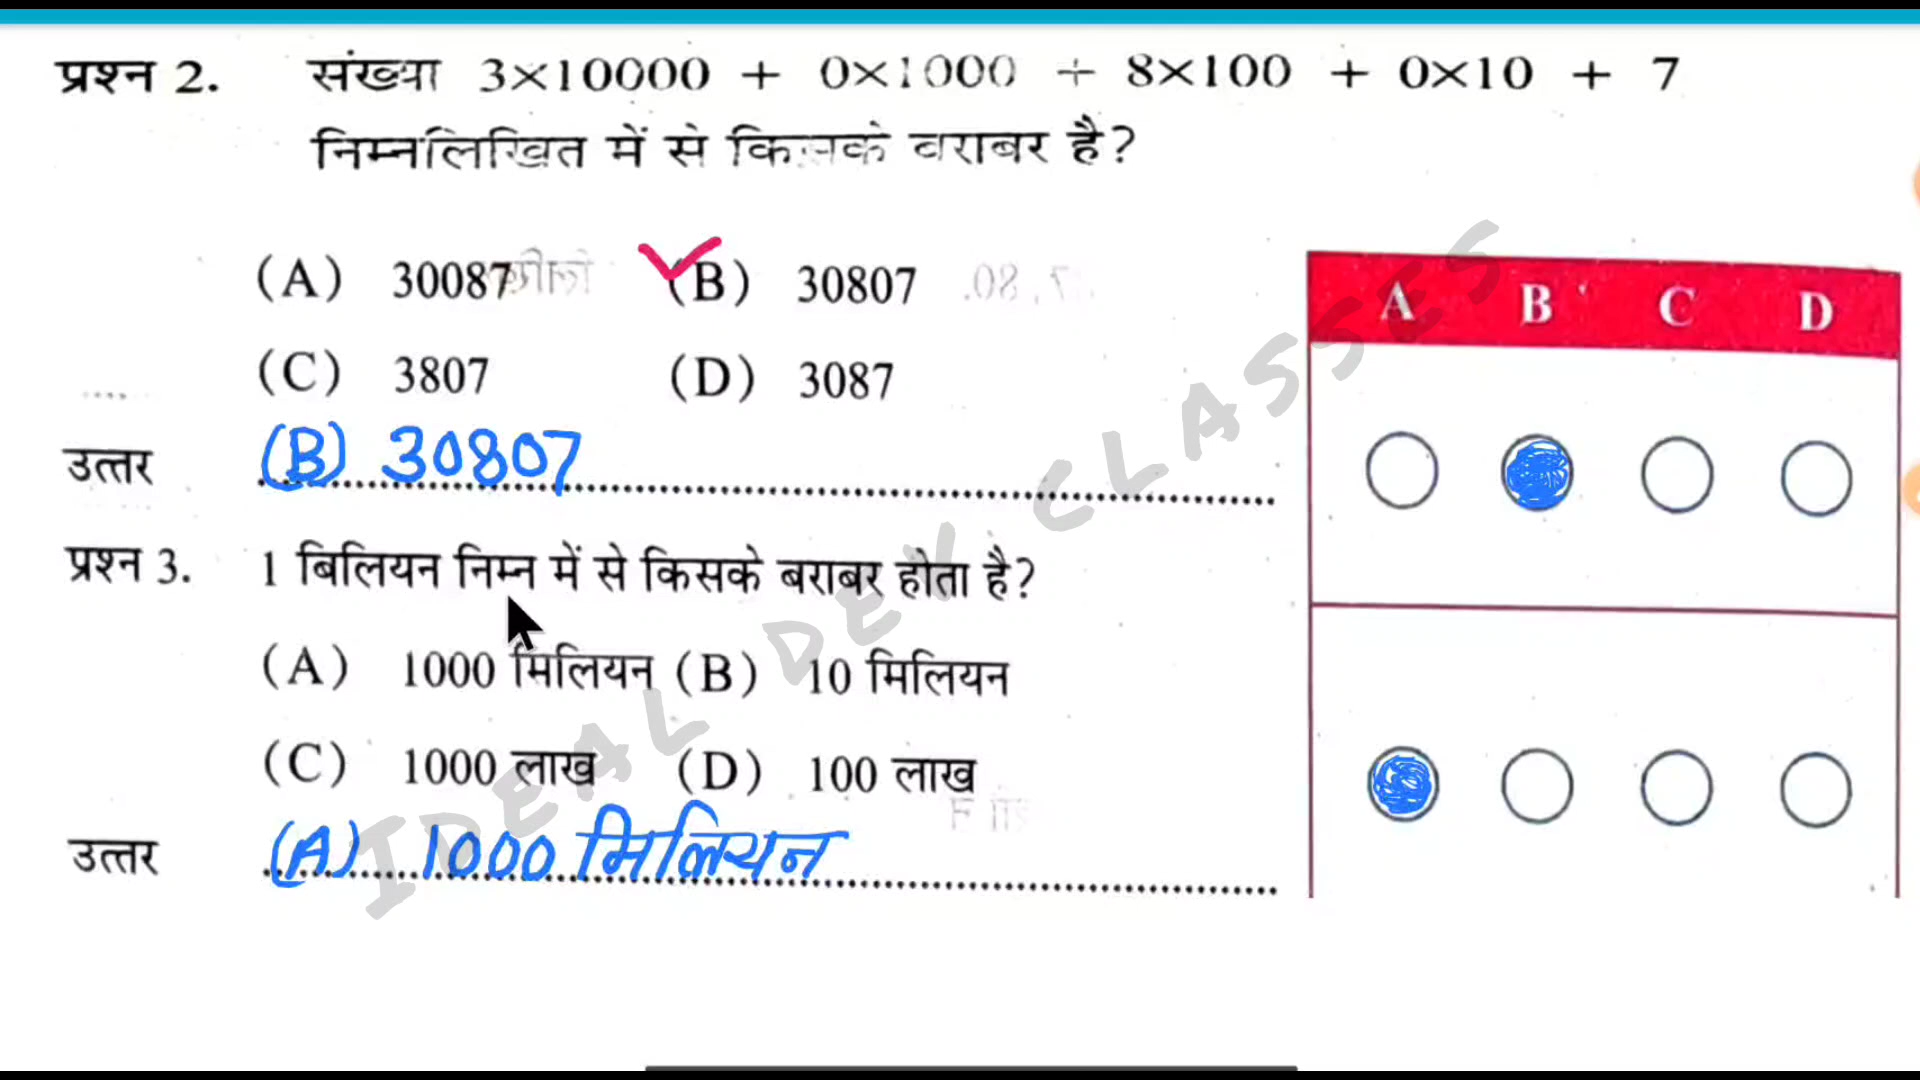 प्रश्न 2. संख्या 3×10000 + 0×1000 + 8×100 + 0×10 + 7
निम्नलिखित में से किसके बराबर है?
(A) 30087 (B) 30807
(C) 3807 (D) 3087
A B C D
उत्तर (B) 30807
प्रश्न 3. 1 बिलियन निम्न में से किसके बराबर होता है?
(A) 1000 मिलियन (B) 10 मिलियन
(C) 1000 लाख (D) 100 लाख
उत्तर (A) 1000 मिलियन
IDEAL DEY CLASSES